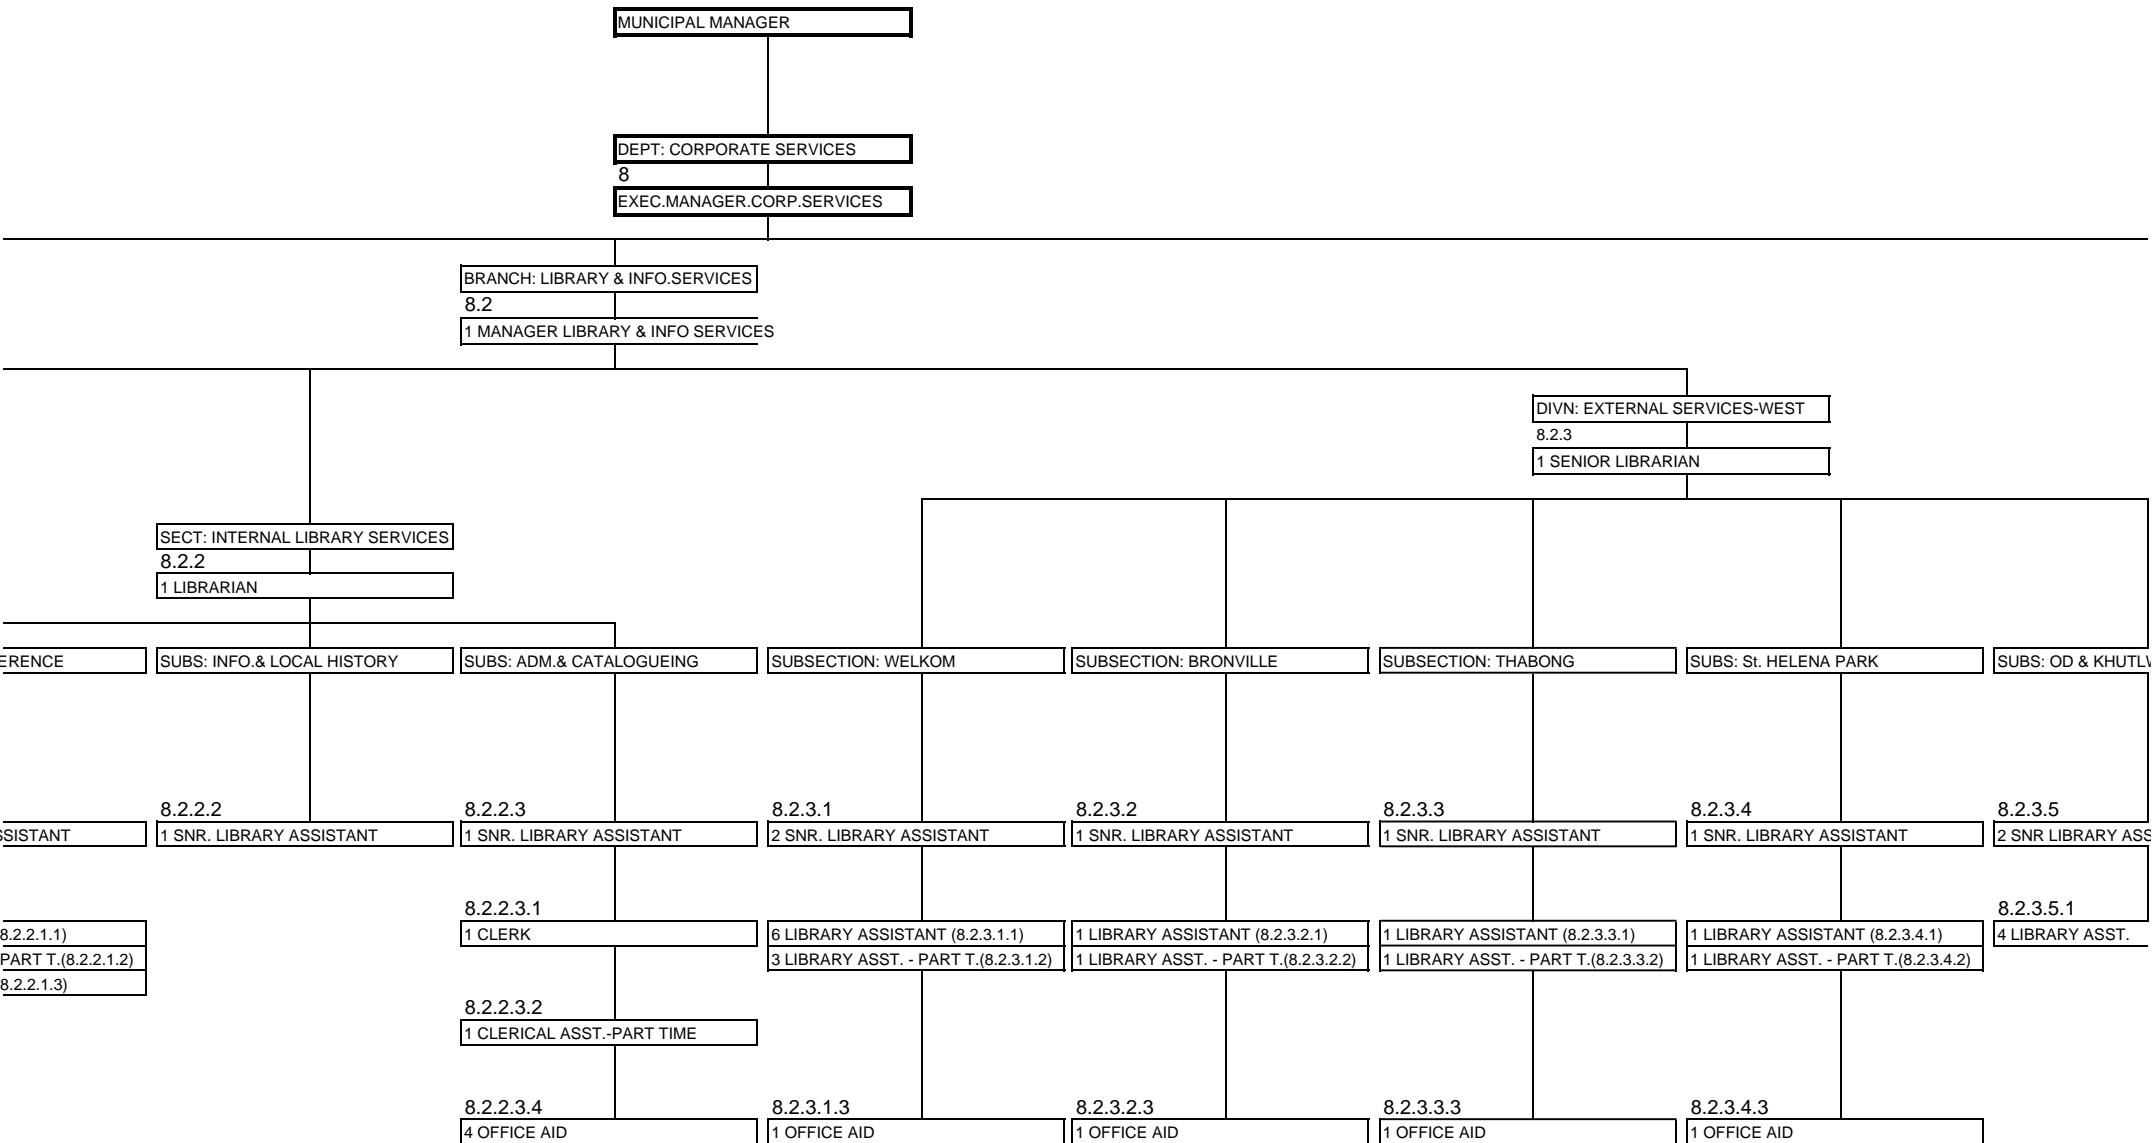 MUNICIPAL MANAGER
DEPT: CORPORATE SERVICES
8
EXEC.MANAGER.CORP.SERVICES
BRANCH: LIBRARY & INFO.SERVICES
8.2
1 MANAGER LIBRARY & INFO SERVICES
DIVN: EXTERNAL SERVICES-WEST
8.2.3
1 SENIOR LIBRARIAN
SECT: INTERNAL LIBRARY SERVICES
8.2.2
1 LIBRARIAN
ERENCE
SUBS: INFO.& LOCAL HISTORY
SUBS: ADM.& CATALOGUEING
SUBSECTION: WELKOM
SUBSECTION: BRONVILLE
SUBSECTION: THABONG
SUBS: St. HELENA PARK
SUBS: OD & KHUTL
8.2.2.2
8.2.2.3
8.2.3.1
8.2.3.2
8.2.3.3
8.2.3.4
8.2.3.5
SSISTANT
1 SNR. LIBRARY ASSISTANT
1 SNR. LIBRARY ASSISTANT
2 SNR. LIBRARY ASSISTANT
1 SNR. LIBRARY ASSISTANT
1 SNR. LIBRARY ASSISTANT
1 SNR. LIBRARY ASSISTANT
2 SNR LIBRARY ASS
8.2.2.3.1
8.2.3.5.1
8.2.2.1.1)
1 CLERK
6 LIBRARY ASSISTANT (8.2.3.1.1)
1 LIBRARY ASSISTANT (8.2.3.2.1)
1 LIBRARY ASSISTANT (8.2.3.3.1)
1 LIBRARY ASSISTANT (8.2.3.4.1)
4 LIBRARY ASST.
PART T.(8.2.2.1.2)
3 LIBRARY ASST. - PART T.(8.2.3.1.2)
1 LIBRARY ASST. - PART T.(8.2.3.2.2)
1 LIBRARY ASST. - PART T.(8.2.3.3.2)
1 LIBRARY ASST. - PART T.(8.2.3.4.2)
8.2.2.1.3)
8.2.2.3.2
1 CLERICAL ASST.-PART TIME
8.2.2.3.4
8.2.3.1.3
8.2.3.2.3
8.2.3.3.3
8.2.3.4.3
4 OFFICE AID
1 OFFICE AID
1 OFFICE AID
1 OFFICE AID
1 OFFICE AID